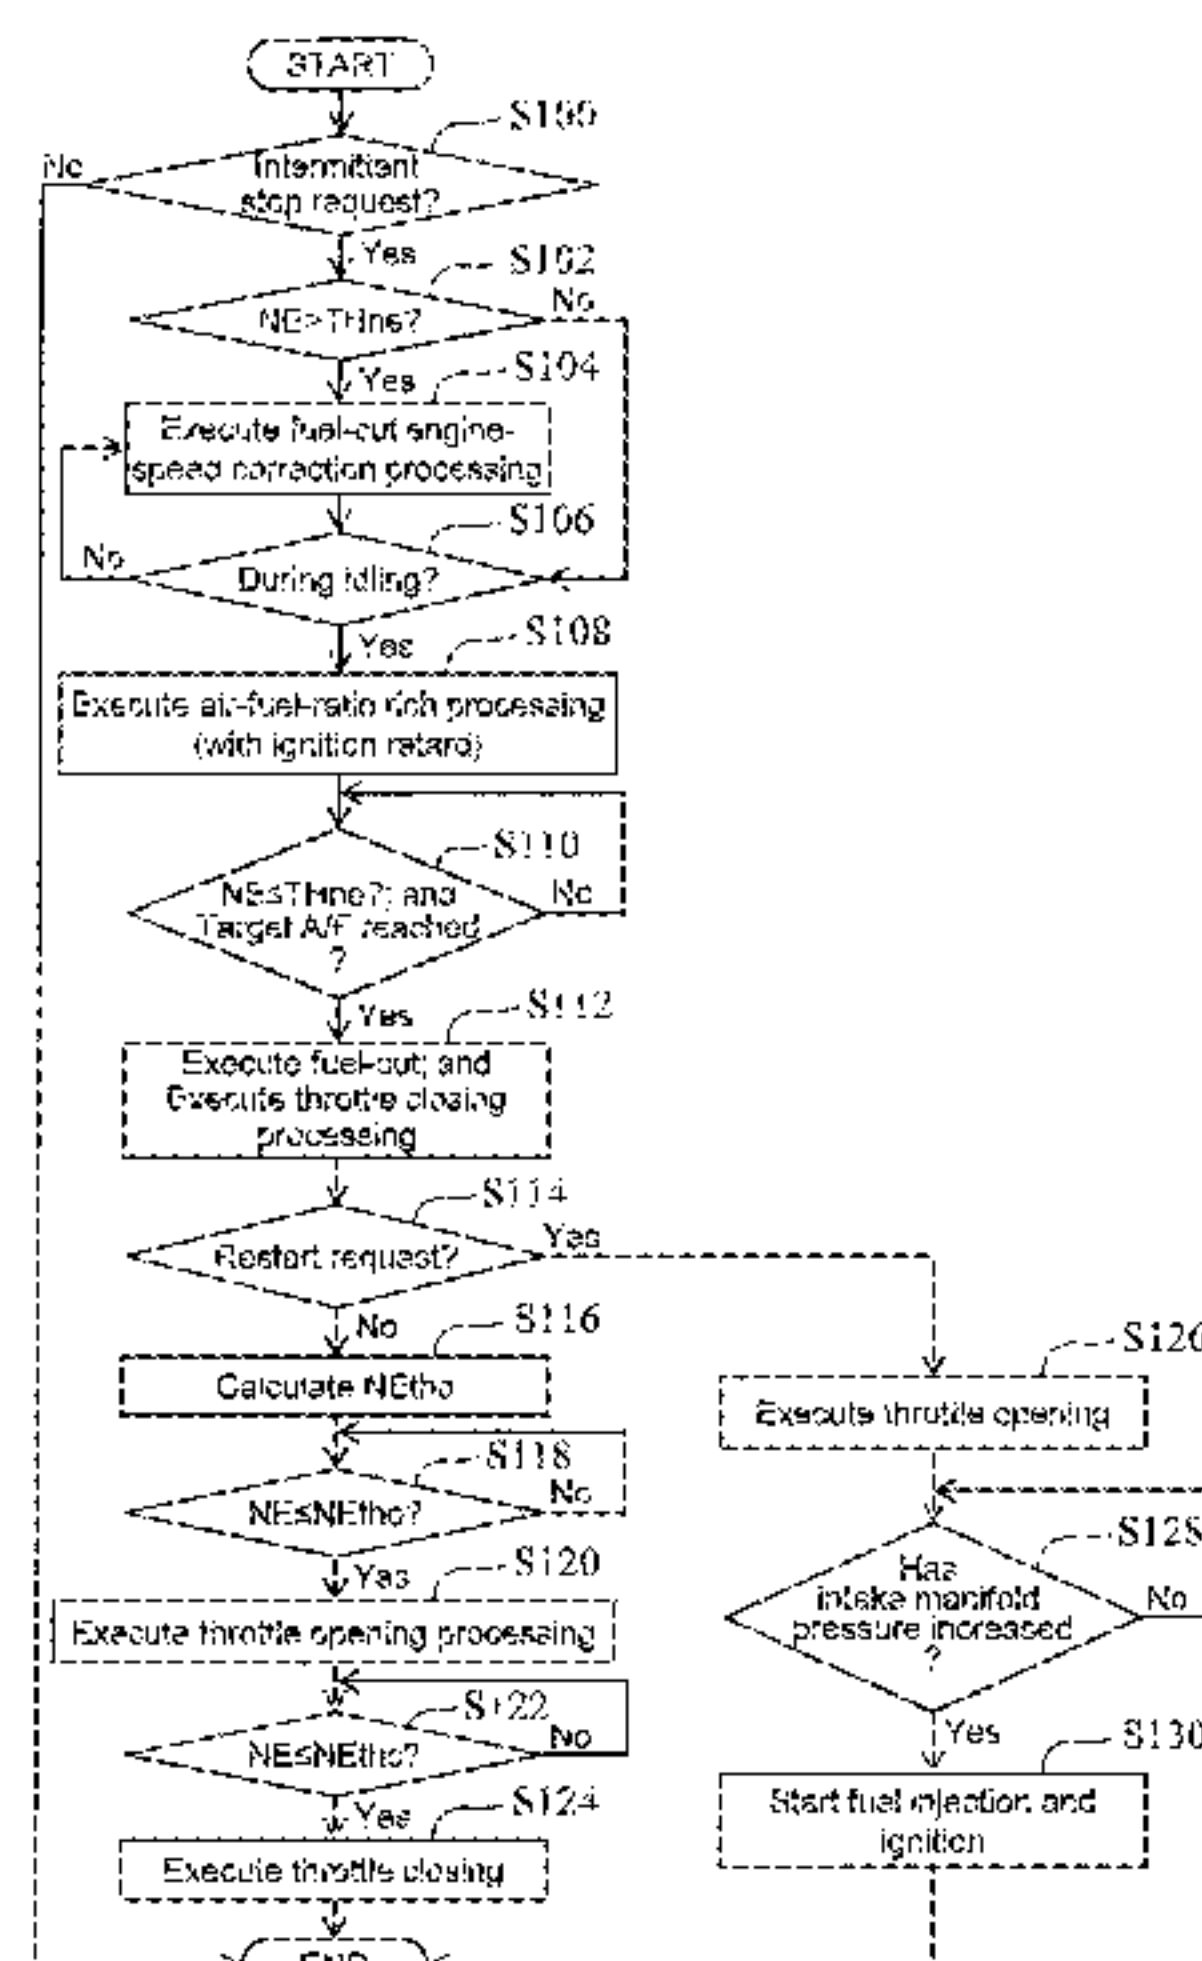 START
S100
Intermittent
stop request?
No
Yes
S102
NE>THne?
No
Yes
S104
Execute fuel-cut engine-
speed correction processing
S106
During idling?
No
Yes
S108
Execute air-fuel-ratio rich processing
(with ignition retard)
S110
NE≤THne?; and
Target A/F reached
?
No
Yes
S112
Execute fuel-cut; and
Execute throttle closing
processing
S114
Restart request?
Yes
No
S116
Calculate NEtho
S118
NE≤NEtho?
No
Yes
S120
Execute throttle opening processing
S122
NE≤NEthc?
No
Yes
S124
Execute throttle closing
END
S126
Execute throttle opening
S128
Has
intake manifold
pressure increased
?
No
Yes
S130
Start fuel injection and
ignition